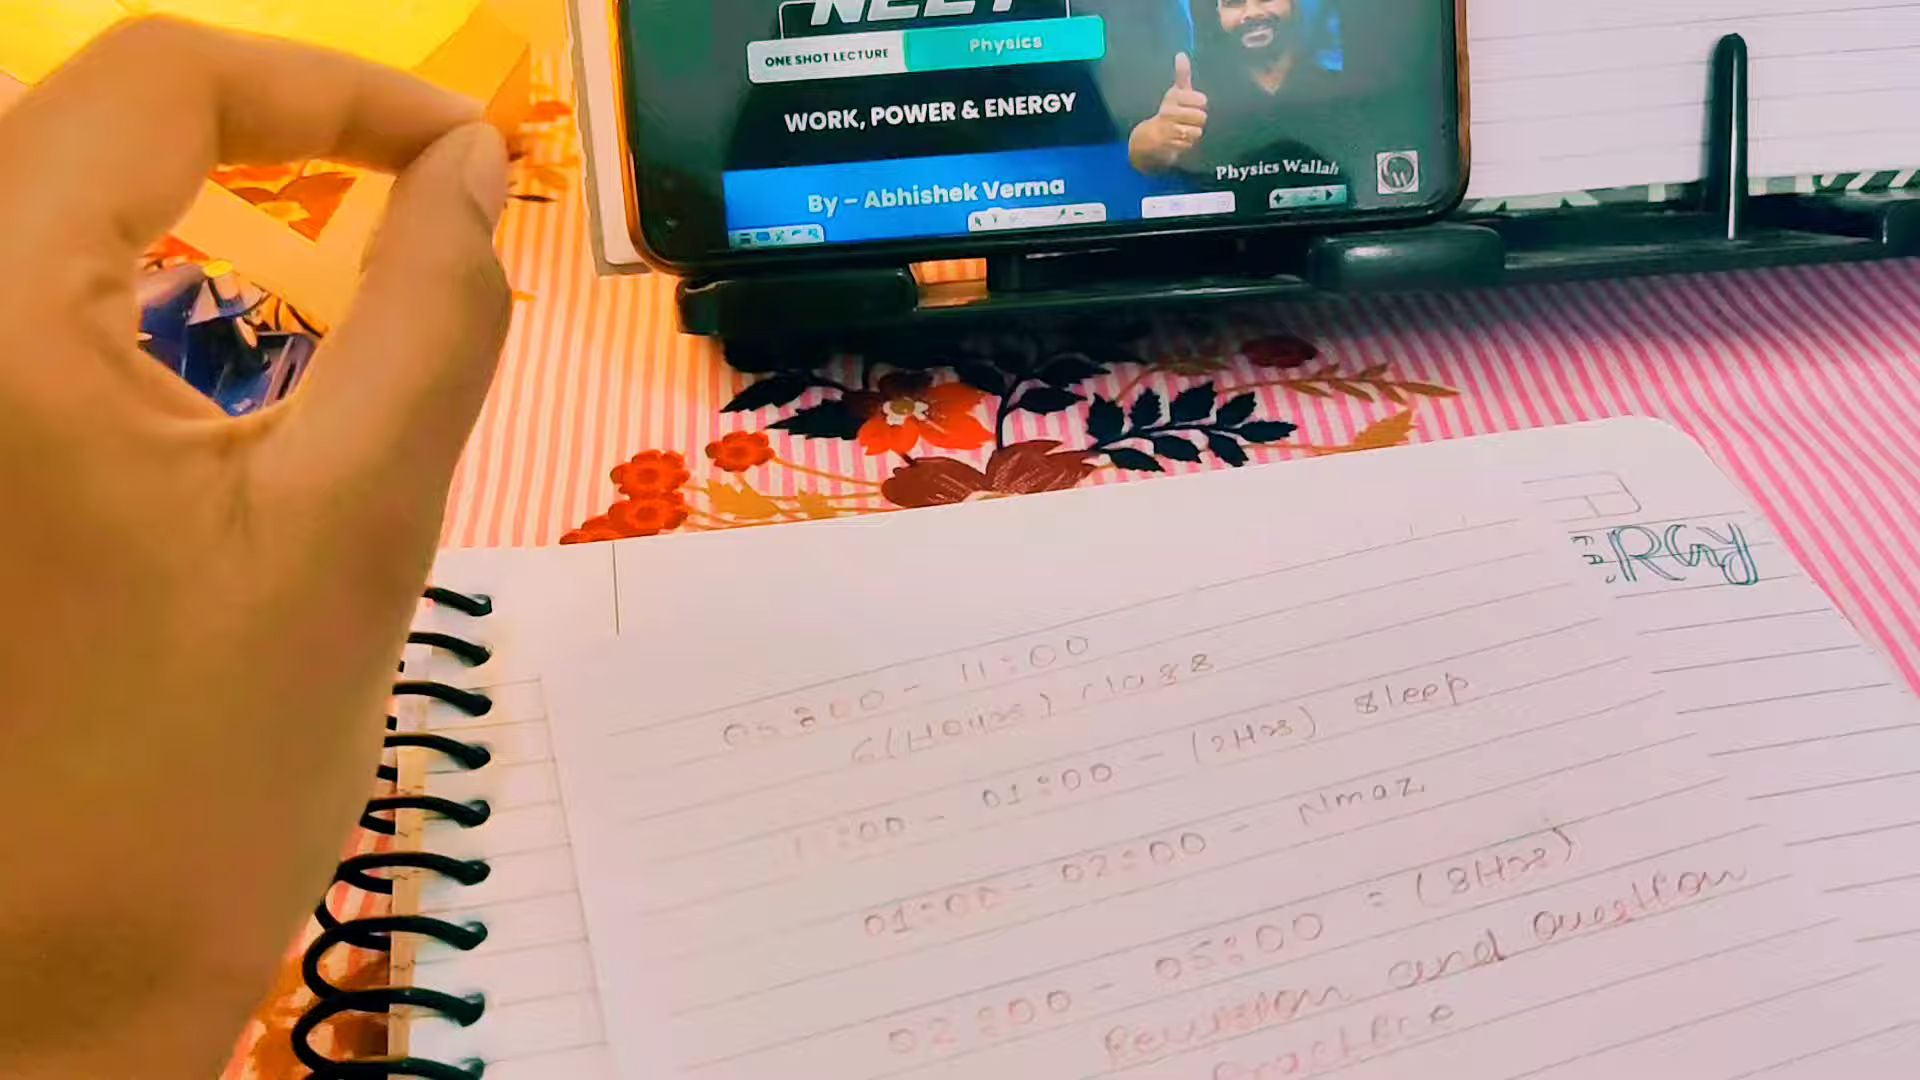 NEET
ONE SHOT LECTURE Physics
WORK, POWER & ENERGY
By – Abhishek Verma
Physics Wallah
05:00 - 11:00
6(Hours) class
11:00 - 01:00 - (2Hrs) sleep
01:00 - 02:00 - Nmaz
02:00 - 05:00 = (3Hrs)
Revision and Question
Practice